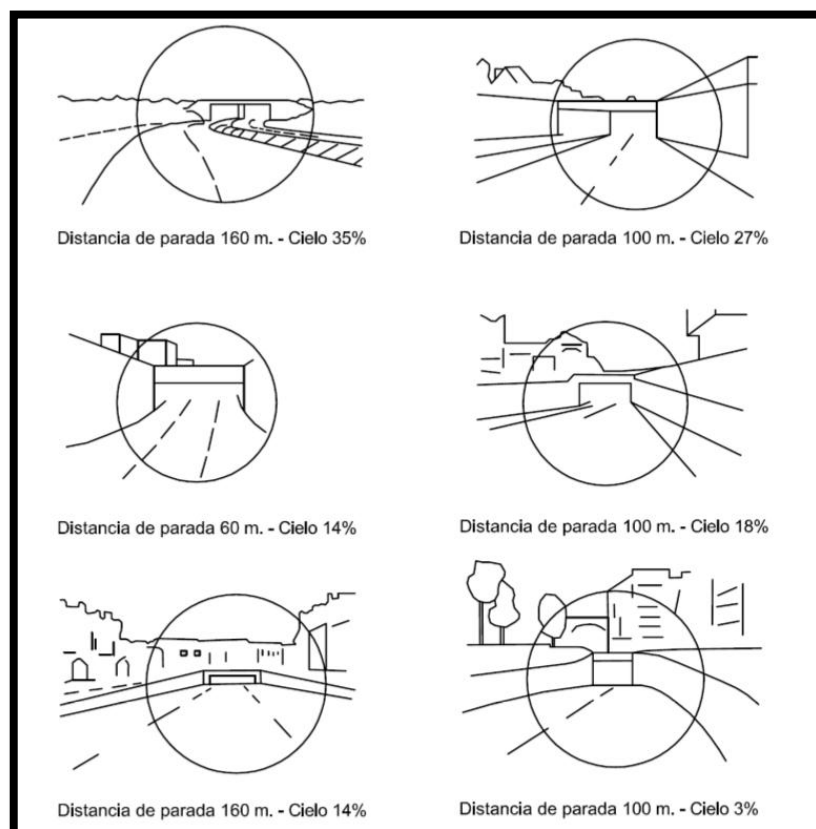 Distancia de parada 160 m. - Cielo 35%
Distancia de parada 100 m. - Cielo 27%
Distancia de parada 60 m. - Cielo 14%
Distancia de parada 100 m. - Cielo 18%
Distancia de parada 160 m. - Cielo 14%
Distancia de parada 100 m. - Cielo 3%